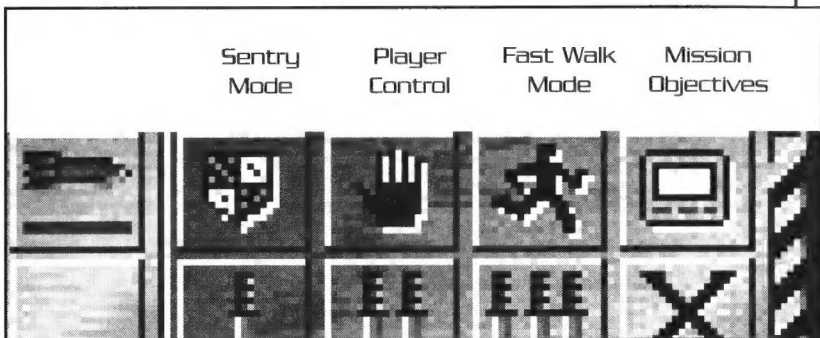 Sentry
Mode
Player
Control
Fast Walk
Mode
Mission
Objectives